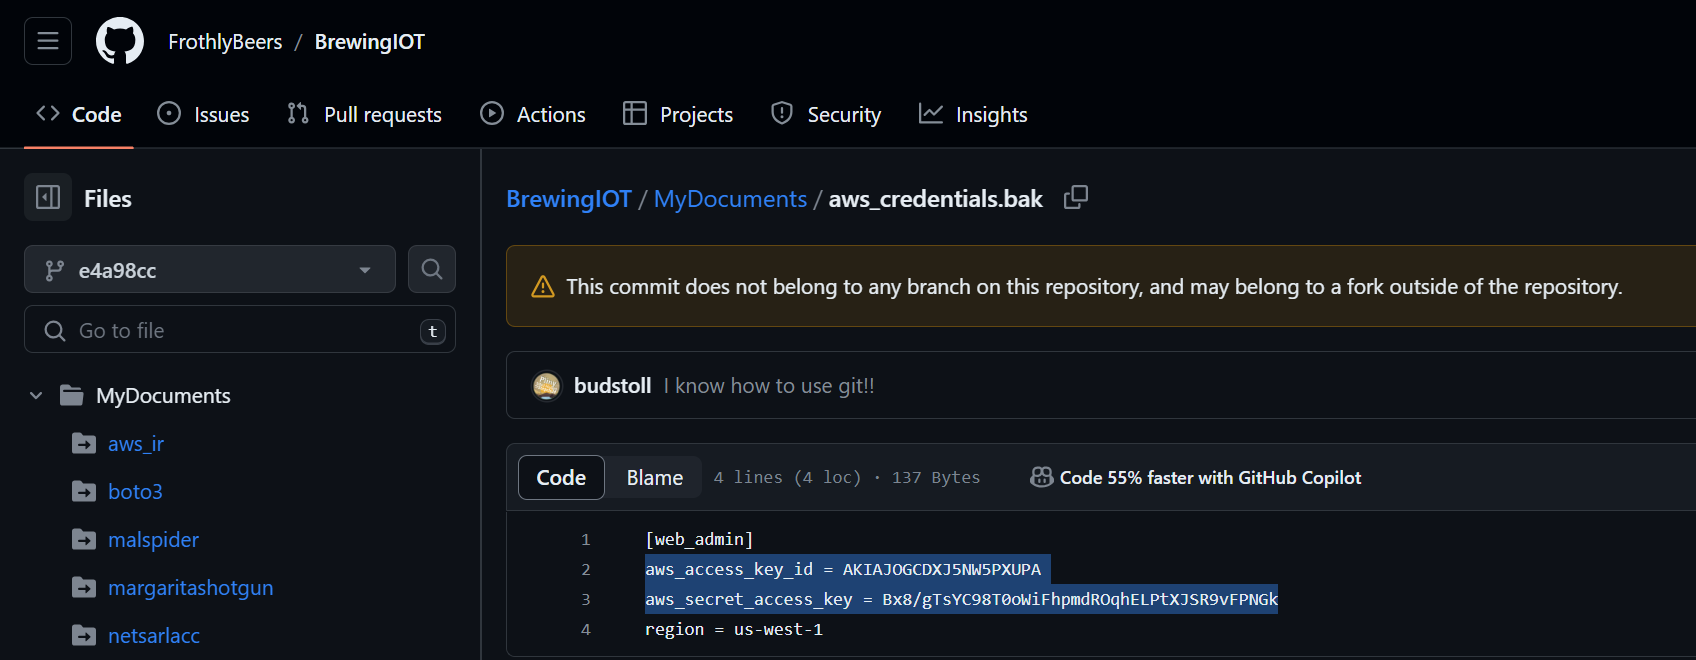 FrothlyBeers / BrewingIOT
Code Issues Pull requests Actions Projects Security Insights
Files
e4a98cc
Go to file t
MyDocuments
aws_ir
boto3
malspider
margaritashotgun
netsarlacc
BrewingIOT / MyDocuments / aws_credentials.bak
This commit does not belong to any branch on this repository, and may belong to a fork outside of the repository.
budstoll I know how to use git!!
Code Blame 4 lines (4 loc) · 137 Bytes Code 55% faster with GitHub Copilot
1 [web_admin]
2 aws_access_key_id = AKIAJOGCDXJ5NW5PXUPA
3 aws_secret_access_key = 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
4 region = us-west-1